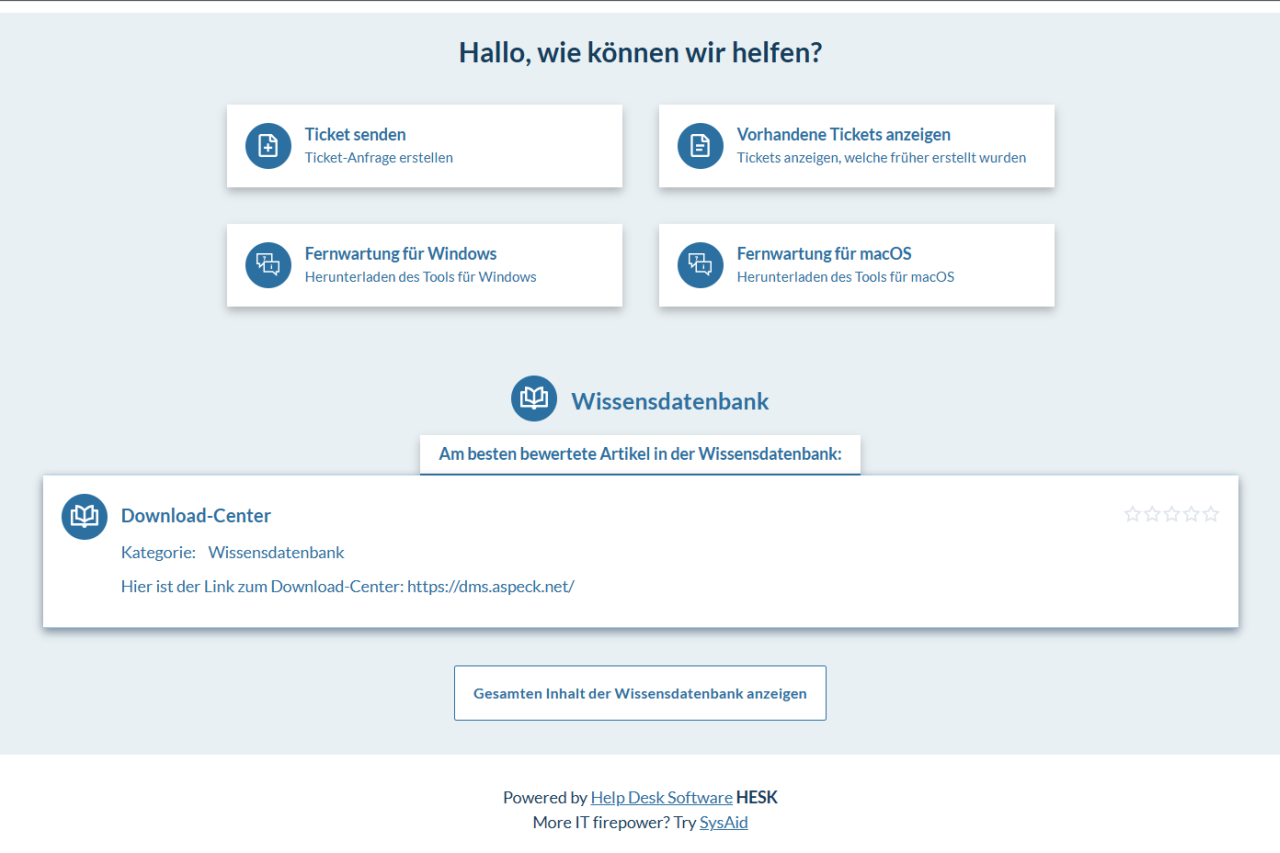 Hallo, wie können wir helfen?
Ticket senden
Ticket-Anfrage erstellen
Vorhandene Tickets anzeigen
Tickets anzeigen, welche früher erstellt wurden
Fernwartung für Windows
Herunterladen des Tools für Windows
Fernwartung für macOS
Herunterladen des Tools für macOS
Wissensdatenbank
Am besten bewertete Artikel in der Wissensdatenbank:
Download-Center
Kategorie: Wissensdatenbank
Hier ist der Link zum Download-Center: https://dms.aspeck.net/
Gesamten Inhalt der Wissensdatenbank anzeigen
Powered by Help Desk Software HESK
More IT firepower? Try SysAid